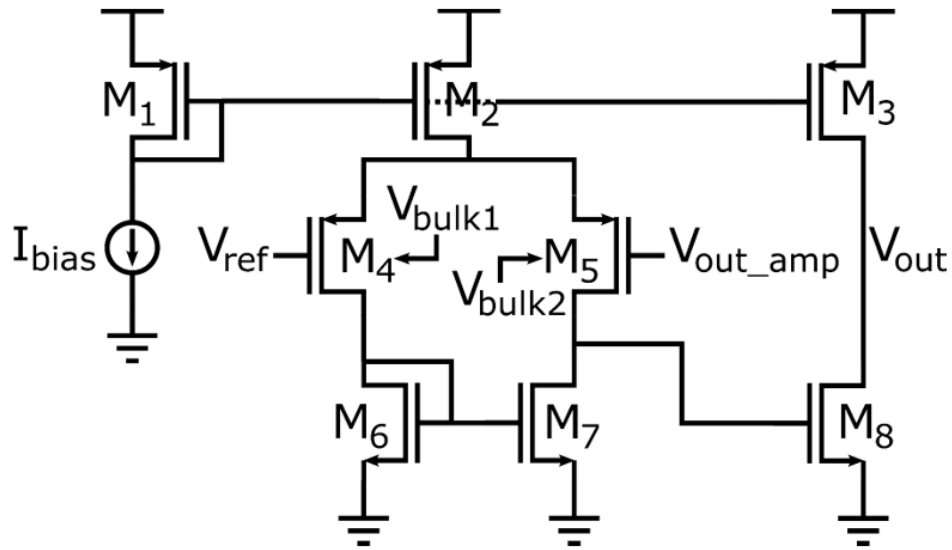 M1
M2
M3
Ibias
Vref
Vbulk1
M4
Vbulk2
M5
Vout_amp
Vout
M6
M7
M8